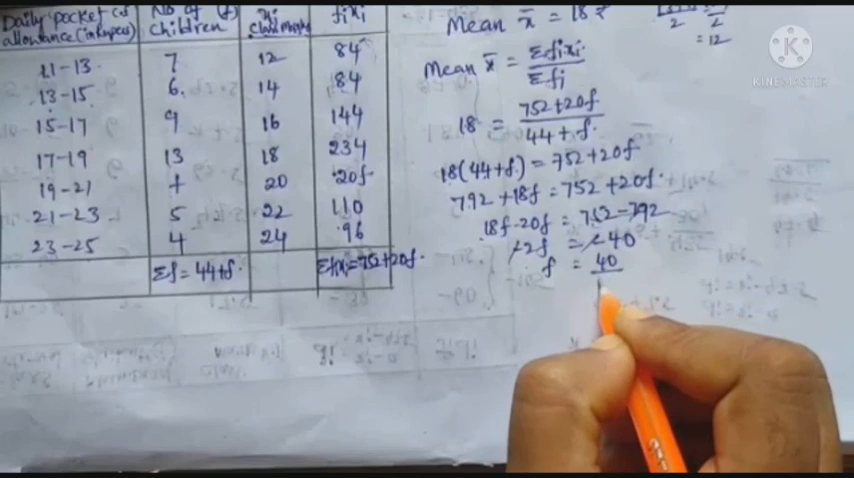 Daily pocket No of (f) xi fixi
allowance (in rupees) children classmarks
11-13 7 12 84
13-15 6 14 84
15-17 9 16 144
17-19 13 18 234
19-21 f 20 20f
21-23 5 22 110
23-25 4 24 96
Σf = 44+f Σfixi = 752+20f
Mean x̄ = 18 ₹
Mean x̄ = Σfixi
Σfi
18 = 752+20f
44+f
18(44+f) = 752+20f
792+18f = 752+20f
18f-20f = 752-792
-2f = -40
f = 40
2
= 12
KINEMASTER